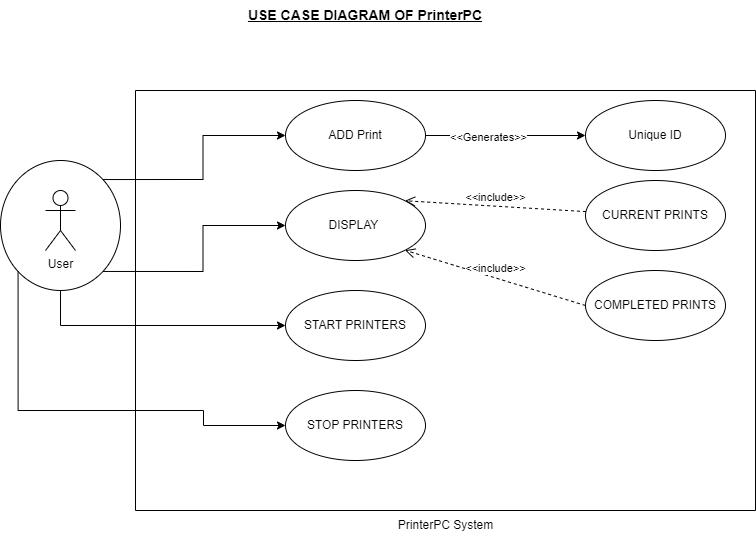 USE CASE DIAGRAM OF PrinterPC
ADD Print
<<Generates>>
Unique ID
<<include>>
CURRENT PRINTS
DISPLAY
User
<<include>>
COMPLETED PRINTS
START PRINTERS
STOP PRINTERS
PrinterPC System